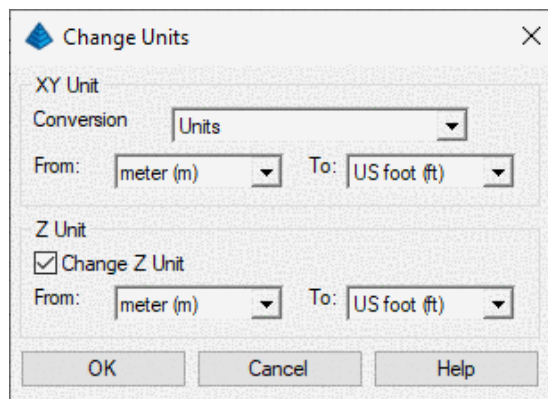 Change Units
XY Unit
Conversion Units
From: meter (m) To: US foot (ft)
Z Unit
Change Z Unit
From: meter (m) To: US foot (ft)
OK Cancel Help